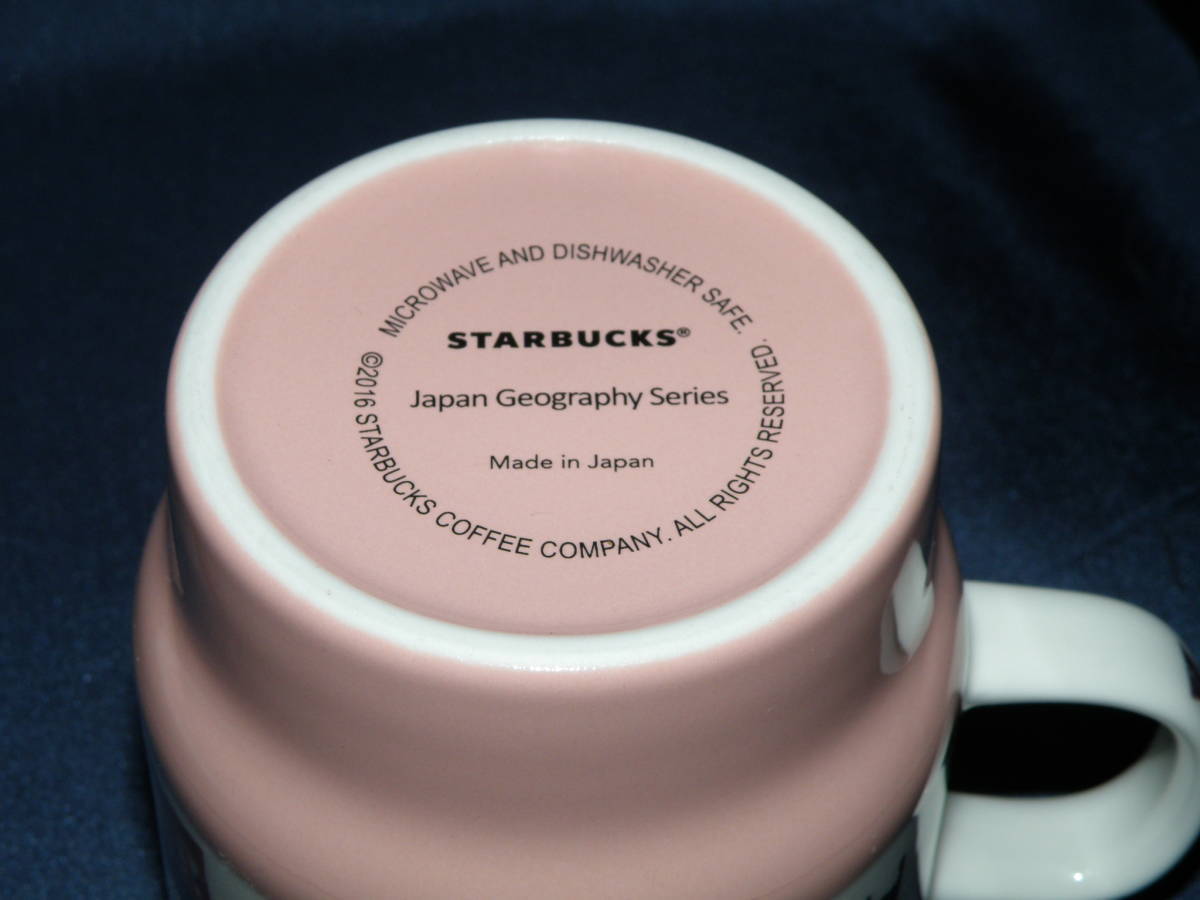 MICROWAVE AND DISHWASHER SAFE.
STARBUCKS®
Japan Geography Series
Made in Japan
©2016 STARBUCKS COFFEE COMPANY. ALL RIGHTS RESERVED.